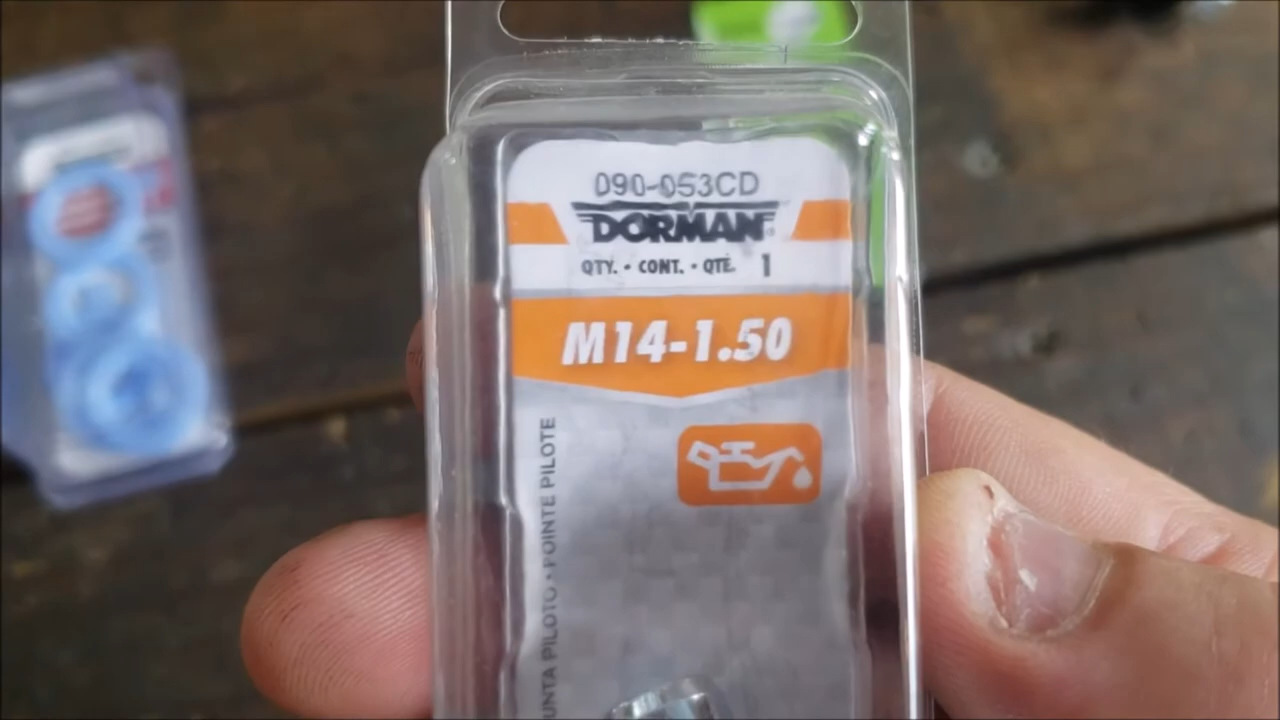 090-053CD
DORMAN
QTY. • CONT. • QTÉ. 1
M14-1.50
PUNTA PILOTO • POINTE PILOTE